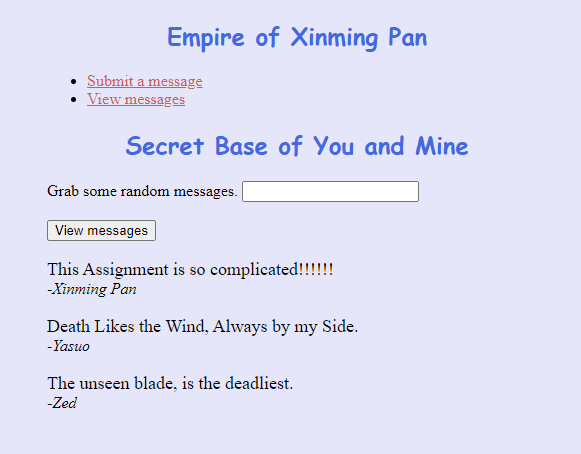 Empire of Xinming Pan
Submit a message
View messages
Secret Base of You and Mine
Grab some random messages.
View messages
This Assignment is so complicated!!!!!!
-Xinming Pan
Death Likes the Wind, Always by my Side.
-Yasuo
The unseen blade, is the deadliest.
-Zed